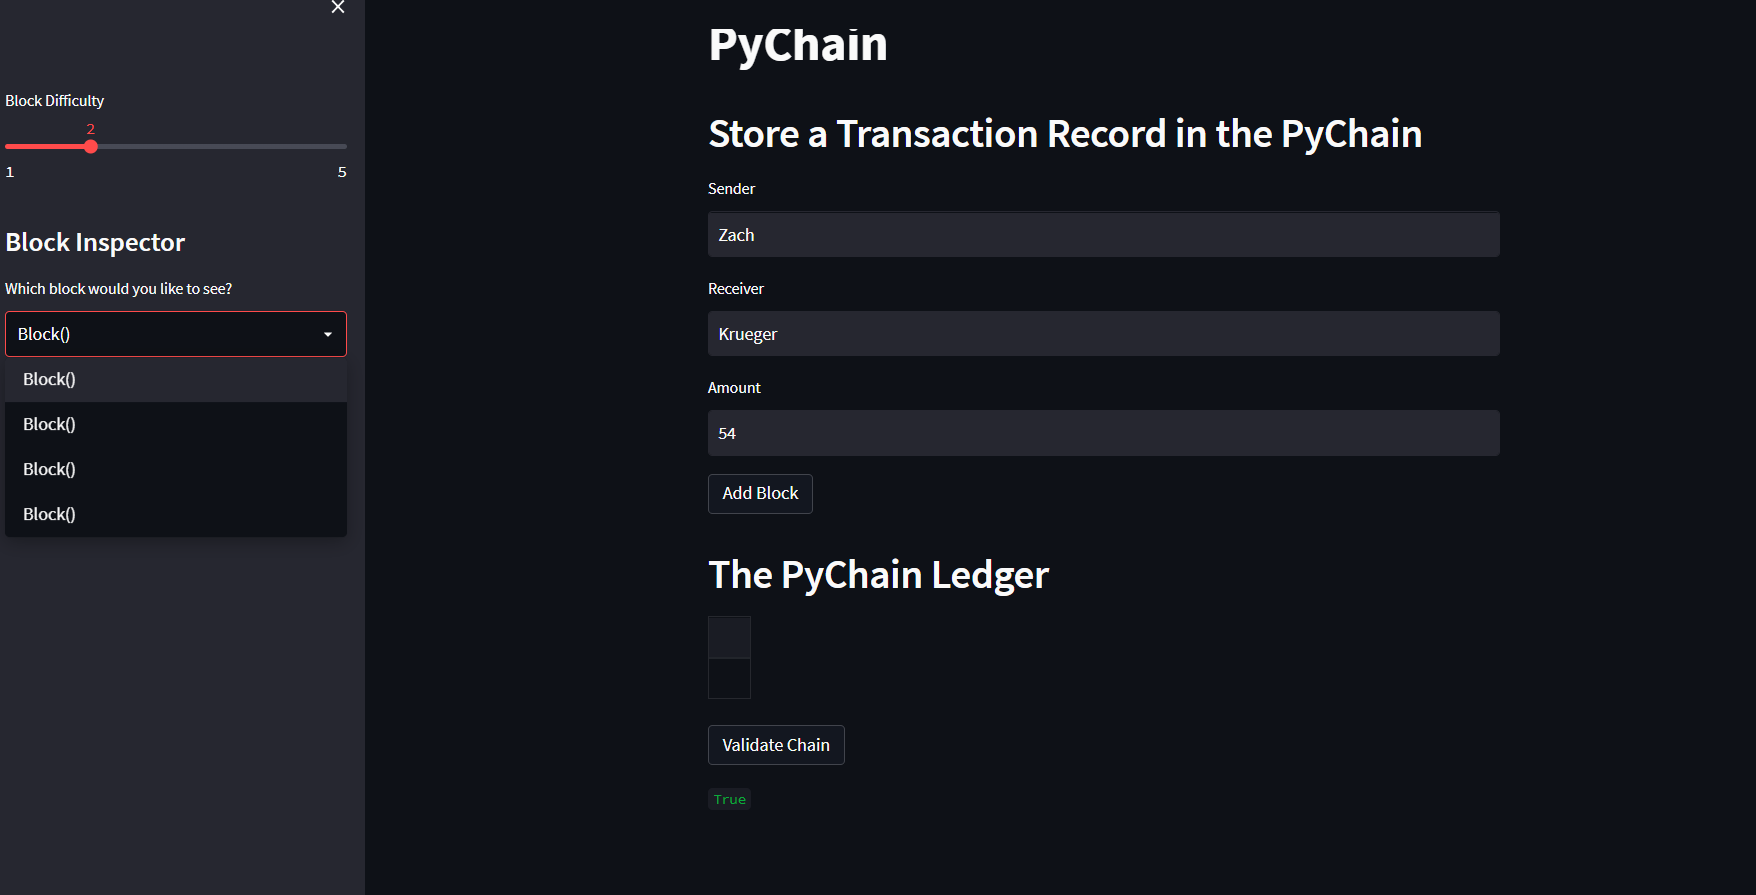 Block Difficulty
2
1 5
Block Inspector
Which block would you like to see?
Block()
Block()
Block()
Block()
Block()
PyChain
Store a Transaction Record in the PyChain
Sender
Zach
Receiver
Krueger
Amount
54
Add Block
The PyChain Ledger
Validate Chain
True